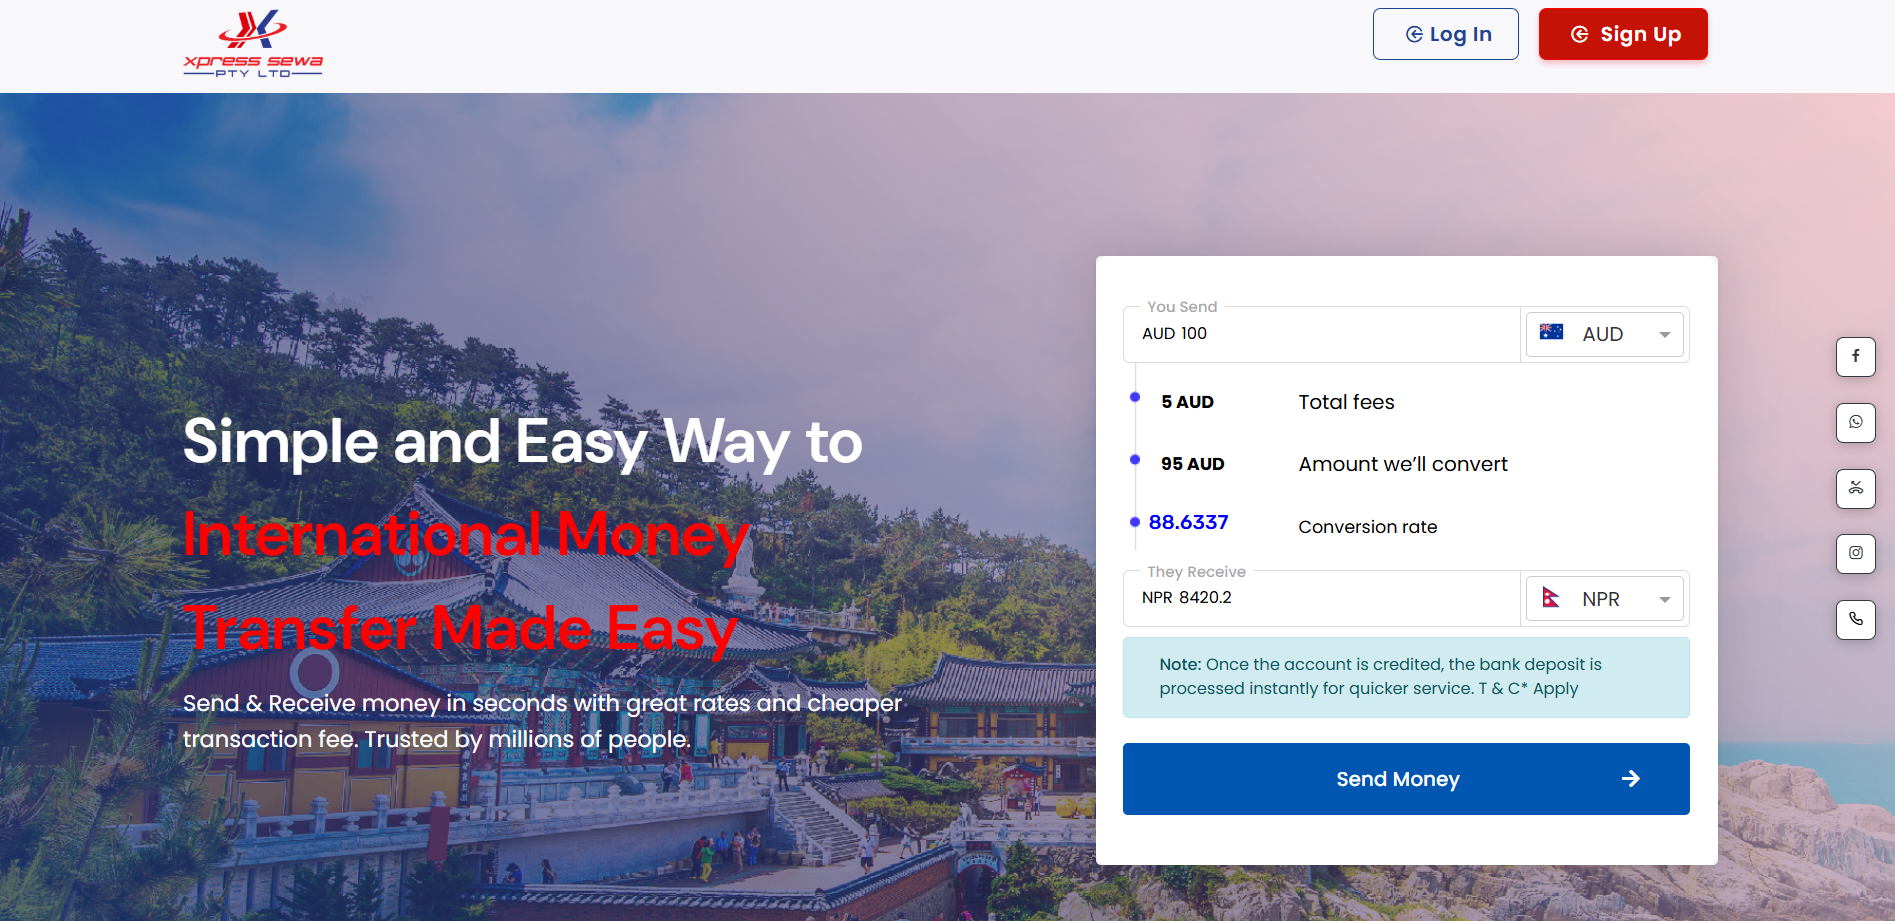 xpress sewa
PTY LTD
Log In
Sign Up
Simple and Easy Way to
International Money
Transfer Made Easy
Send & Receive money in seconds with great rates and cheaper
transaction fee. Trusted by millions of people.
You Send
AUD 100
AUD
5 AUD Total fees
95 AUD Amount we’ll convert
88.6337 Conversion rate
They Receive
NPR 8420.2
NPR
Note: Once the account is credited, the bank deposit is
processed instantly for quicker service. T & C* Apply
Send Money